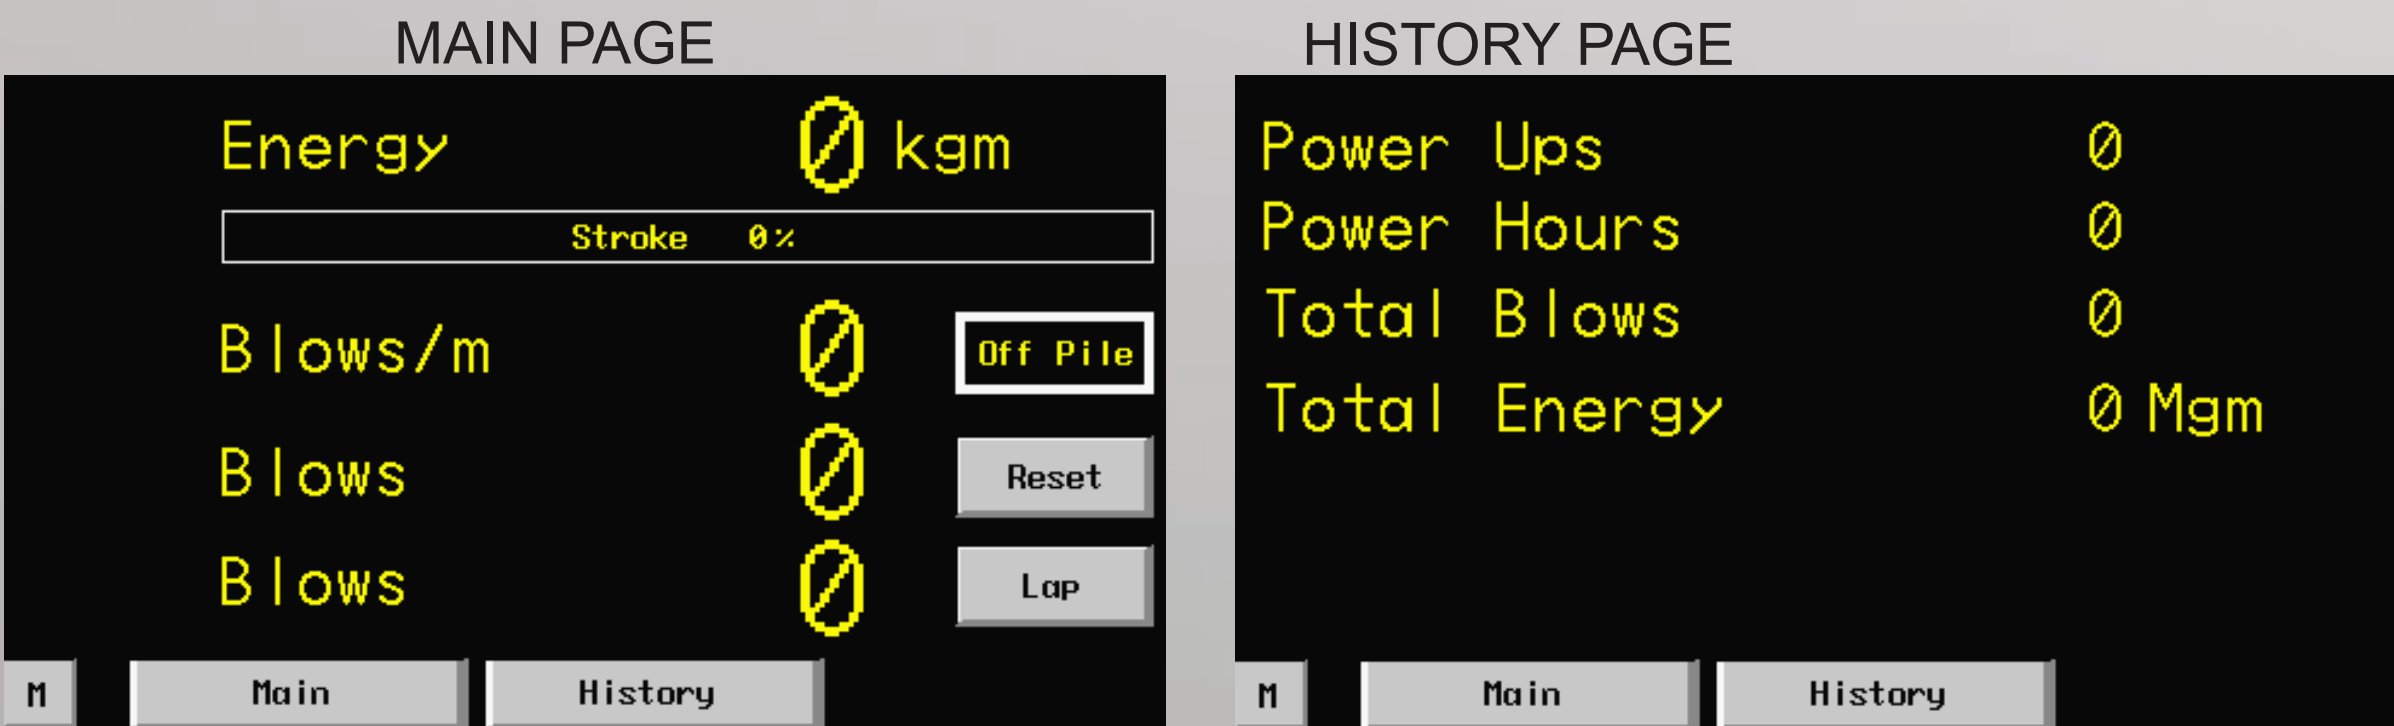 MAIN PAGE
Energy 0 kgm
Stroke 0%
Blows/m 0 Off Pile
Blows 0 Reset
Blows 0 Lap
M Main History
HISTORY PAGE
Power Ups 0
Power Hours 0
Total Blows 0
Total Energy 0 Mgm
M Main History